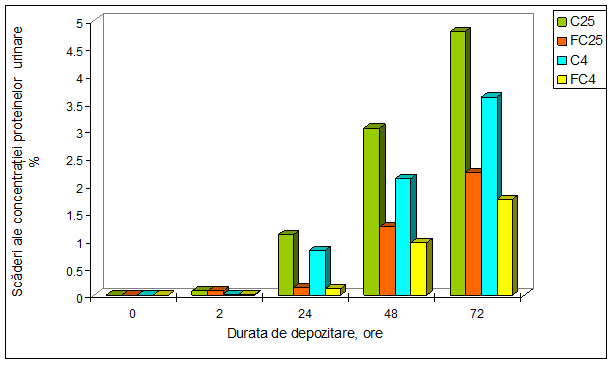 Scăderi ale concentrației proteinelor urinare
%
5
4.5
4
3.5
3
2.5
2
1.5
1
0.5
0
0 2 24 48 72
Durata de depozitare, ore
C25
FC25
C4
FC4